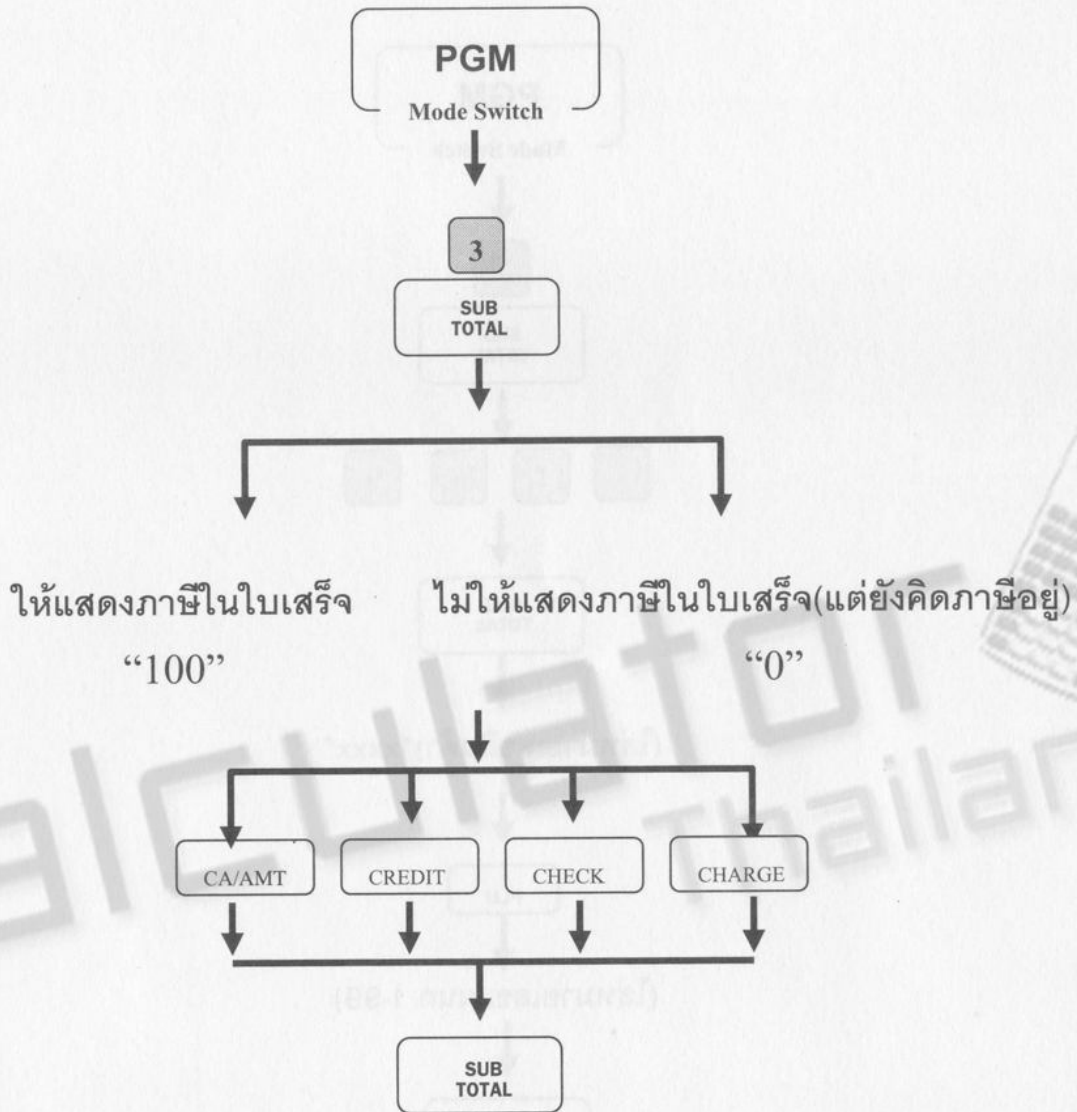 PGM
Mode Switch
3
SUB
TOTAL
ให้แสดงภาษีในใบเสร็จ ไม่ให้แสดงภาษีในใบเสร็จ(แต่ยังคิดภาษีอยู่)
“100” “0”
CA/AMT CREDIT CHECK CHARGE
SUB
TOTAL
alculator
Thailan